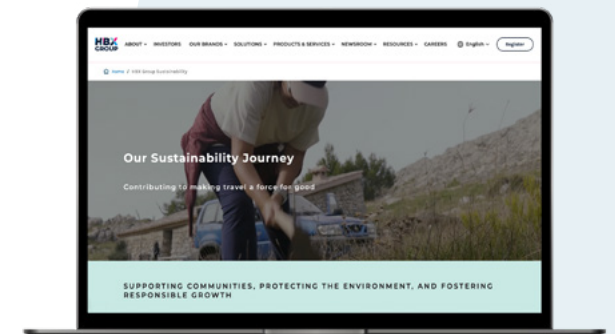 HBX GROUP
ABOUT INVESTORS OUR BRANDS SOLUTIONS PRODUCTS & SERVICES NEWSROOM RESOURCES CAREERS English Register
Home / HBX Group Sustainability
Our Sustainability Journey
Contributing to making travel a force for good
SUPPORTING COMMUNITIES, PROTECTING THE ENVIRONMENT, AND FOSTERING
RESPONSIBLE GROWTH